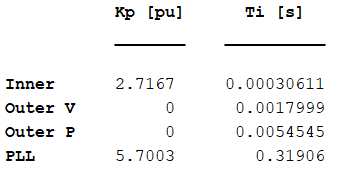 Kp [pu] Ti [s]
Inner 2.7167 0.00030611
Outer V 0 0.0017999
Outer P 0 0.0054545
PLL 5.7003 0.31906